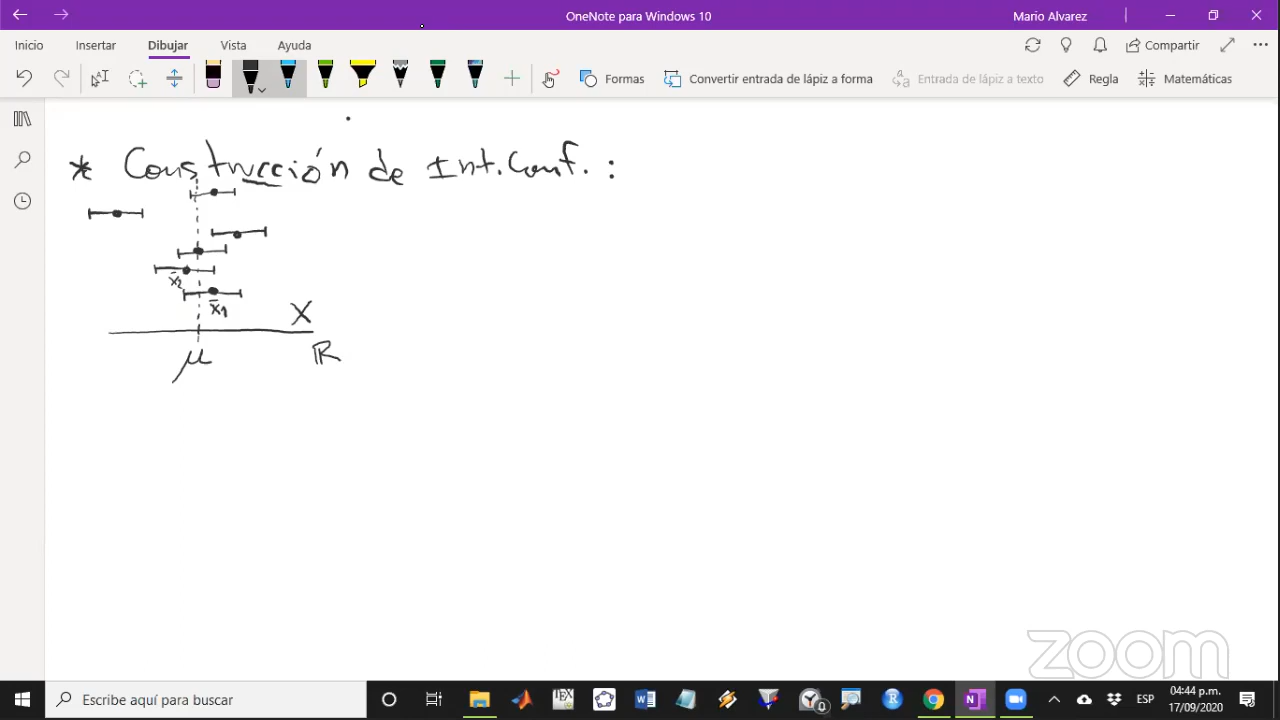 OneNote para Windows 10
Mario Alvarez
Inicio Insertar Dibujar Vista Ayuda
Compartir
Formas
Convertir entrada de lápiz a forma
Entrada de lápiz a texto
Regla
Matemáticas
* Construcción de Int. Conf. :
x̄2
x̄1
X
μ
ℝ
zoom
Escribe aquí para buscar
ESP
04:44 p.m.
17/09/2020